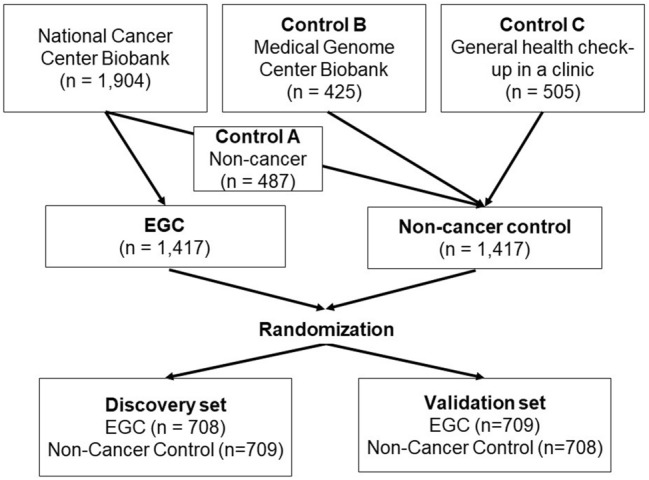 National Cancer
Center Biobank
(n = 1,904)
Control B
Medical Genome
Center Biobank
(n = 425)
Control C
General health check-
up in a clinic
(n = 505)
Control A
Non-cancer
(n = 487)
EGC
(n = 1,417)
Non-cancer control
(n = 1,417)
Randomization
Discovery set
EGC (n = 708)
Non-Cancer Control (n=709)
Validation set
EGC (n=709)
Non-Cancer Control (n=708)